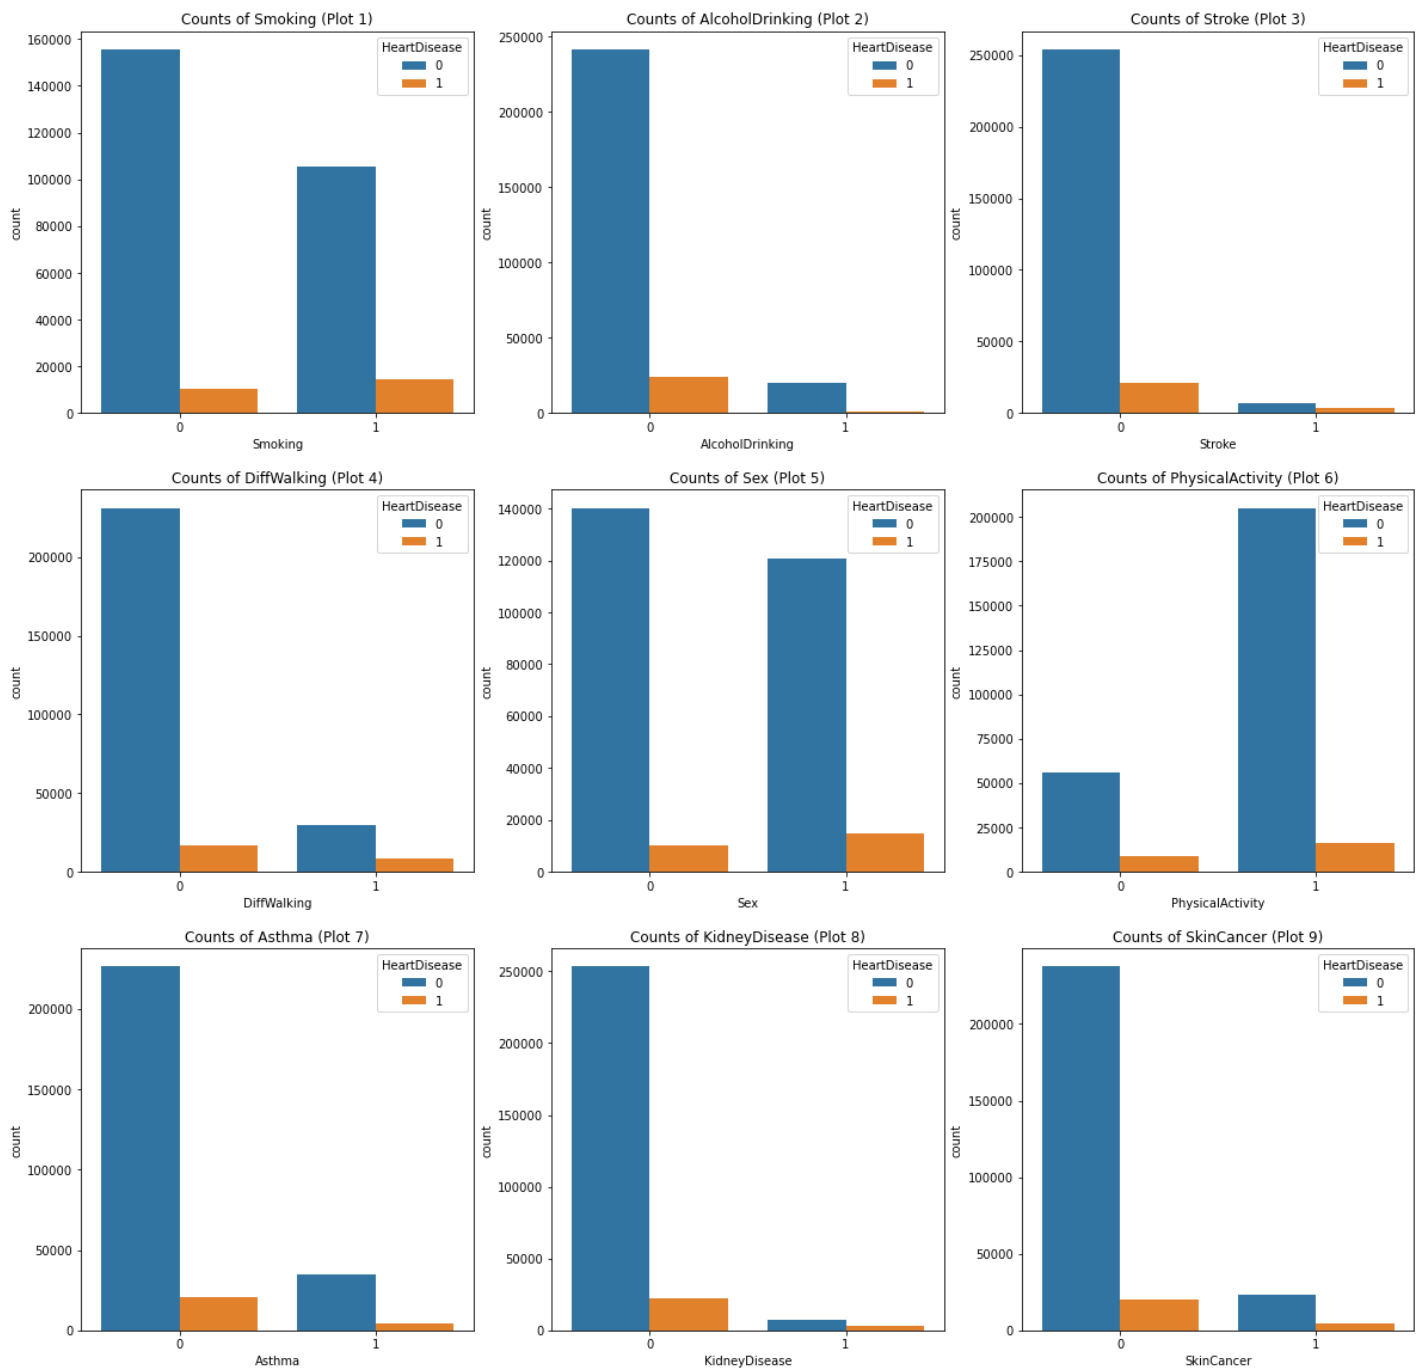 Counts of Smoking (Plot 1)
160000
140000
120000
100000
80000
60000
40000
20000
0
count
HeartDisease
0
1
0 1
Smoking
Counts of AlcoholDrinking (Plot 2)
250000
200000
150000
100000
50000
0
count
HeartDisease
0
1
0 1
AlcoholDrinking
Counts of Stroke (Plot 3)
250000
200000
150000
100000
50000
0
count
HeartDisease
0
1
0 1
Stroke
Counts of DiffWalking (Plot 4)
200000
150000
100000
50000
0
count
HeartDisease
0
1
0 1
DiffWalking
Counts of Sex (Plot 5)
140000
120000
100000
80000
60000
40000
20000
0
count
HeartDisease
0
1
0 1
Sex
Counts of PhysicalActivity (Plot 6)
200000
175000
150000
125000
100000
75000
50000
25000
0
count
HeartDisease
0
1
0 1
PhysicalActivity
Counts of Asthma (Plot 7)
200000
150000
100000
50000
0
count
HeartDisease
0
1
0 1
Asthma
Counts of KidneyDisease (Plot 8)
250000
200000
150000
100000
50000
0
count
HeartDisease
0
1
0 1
KidneyDisease
Counts of SkinCancer (Plot 9)
200000
150000
100000
50000
0
count
HeartDisease
0
1
0 1
SkinCancer